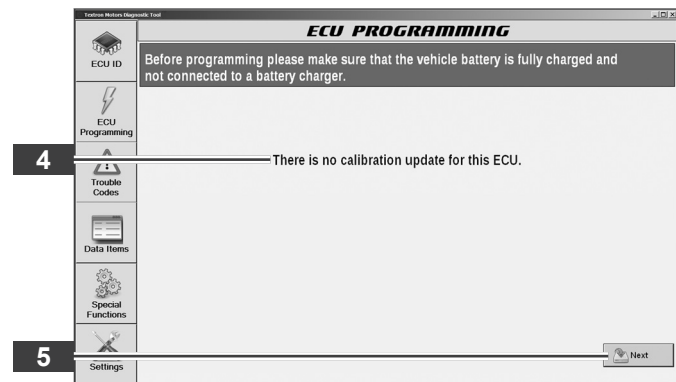 Textron Motors Diagnostic Tool
ECU PROGRAMMING
ECU ID
Before programming please make sure that the vehicle battery is fully charged and
not connected to a battery charger.
ECU
Programming
4
There is no calibration update for this ECU.
Trouble
Codes
Data Items
Special
Functions
5
Next
Settings